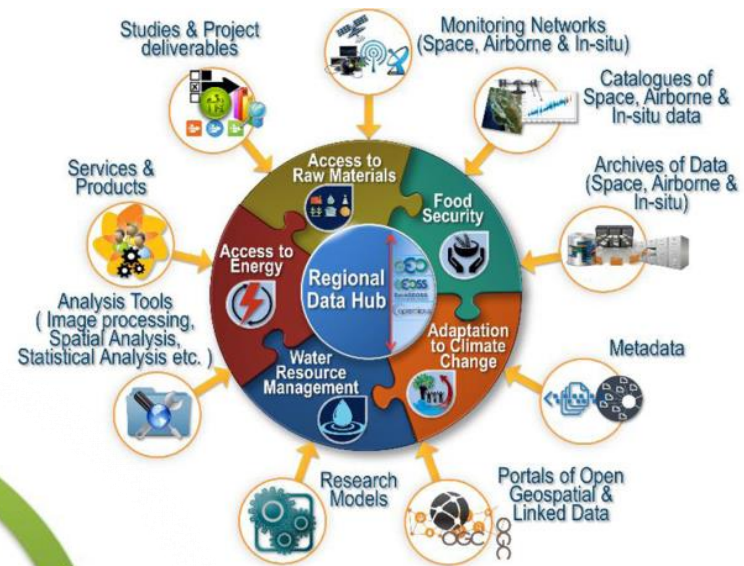 Studies & Project
deliverables
Monitoring Networks
(Space, Airborne & In-situ)
Catalogues of
Space, Airborne &
In-situ data
Archives of Data
(Space, Airborne &
In-situ)
Services &
Products
Access to
Raw Materials
Food
Security
Access to
Energy
Regional
Data Hub
GEO
GEOSS
Adaptation
to Climate
Change
Water
Resource
Management
Analysis Tools
( Image processing,
Spatial Analysis,
Statistical Analysis etc. )
Metadata
Research
Models
Portals of Open
Geospatial &
Linked Data
OGC
OGC